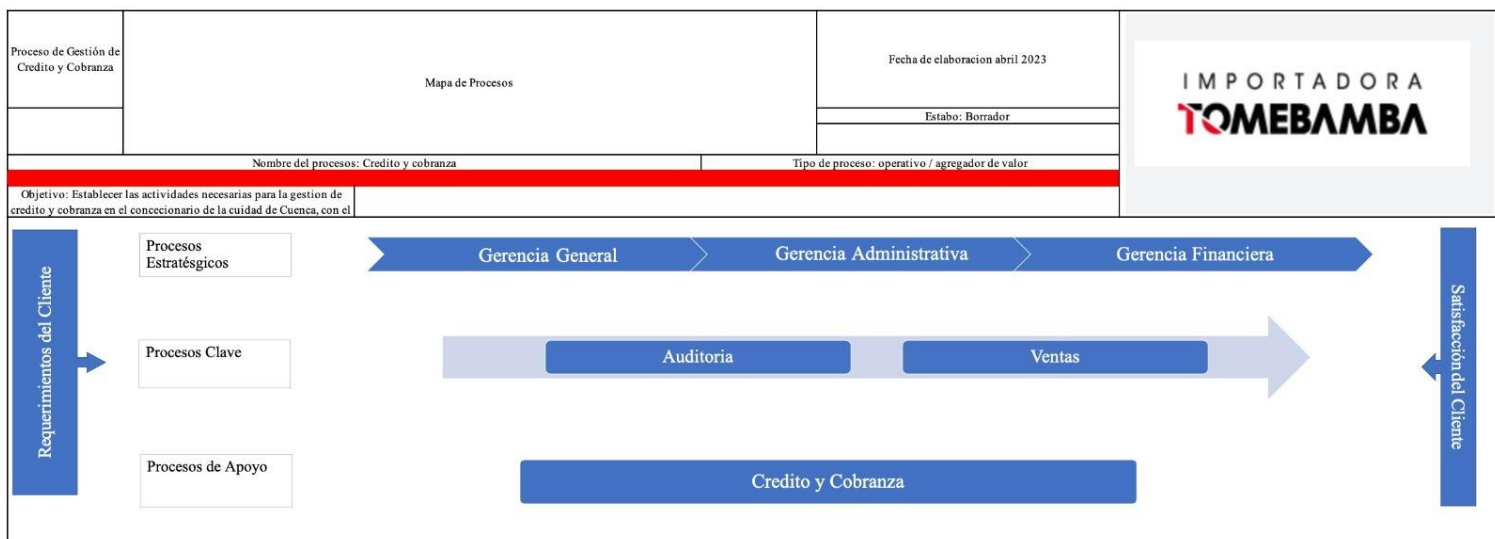 Proceso de Gestión de
Credito y Cobranza
Mapa de Procesos
Fecha de elaboracion abril 2023
Estabo: Borrador
IMPORTADORA
TOMEBAMBA
Nombre del procesos: Credito y cobranza
Tipo de proceso: operativo / agregador de valor
Objetivo: Establecer las actividades necesarias para la gestion de
credito y cobranza en el concecionario de la cuidad de Cuenca, con el
Requerimientos del Cliente
Procesos
Estratésgicos
Gerencia General
Gerencia Administrativa
Gerencia Financiera
Procesos Clave
Auditoria
Ventas
Procesos de Apoyo
Credito y Cobranza
Satisfacción del Cliente